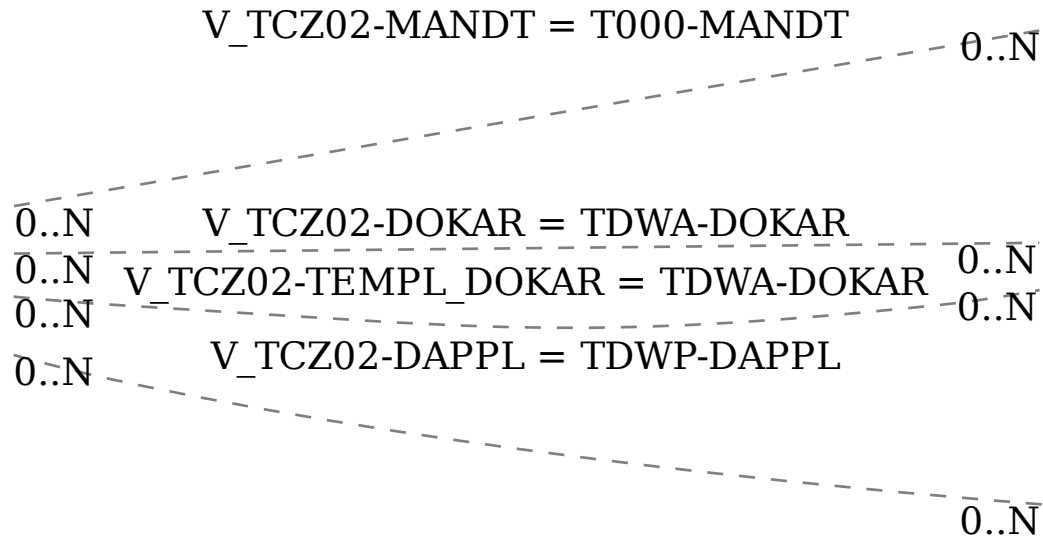 V_TCZ02-MANDT = T000-MANDT
0..N
0..N
V_TCZ02-DOKAR = TDWA-DOKAR
0..N
0..N
V_TCZ02-TEMPL_DOKAR = TDWA-DOKAR
0..N
0..N
V_TCZ02-DAPPL = TDWP-DAPPL
0..N
0..N